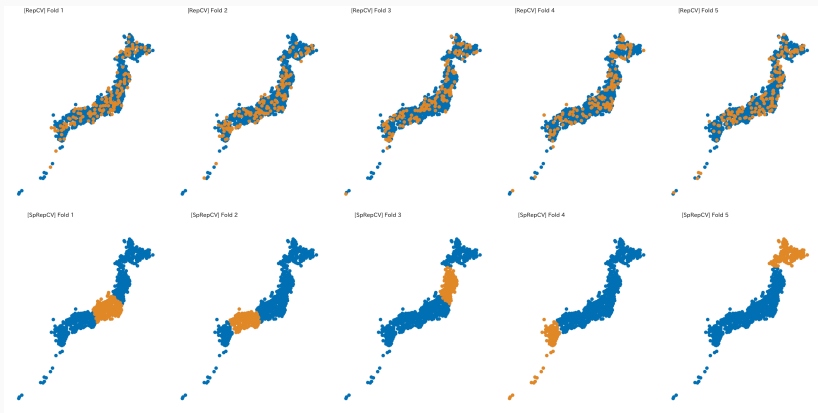 [RepCV] Fold 1
[RepCV] Fold 2
[RepCV] Fold 3
[RepCV] Fold 4
[RepCV] Fold 5
[SpRepCV] Fold 1
[SpRepCV] Fold 2
[SpRepCV] Fold 3
[SpRepCV] Fold 4
[SpRepCV] Fold 5